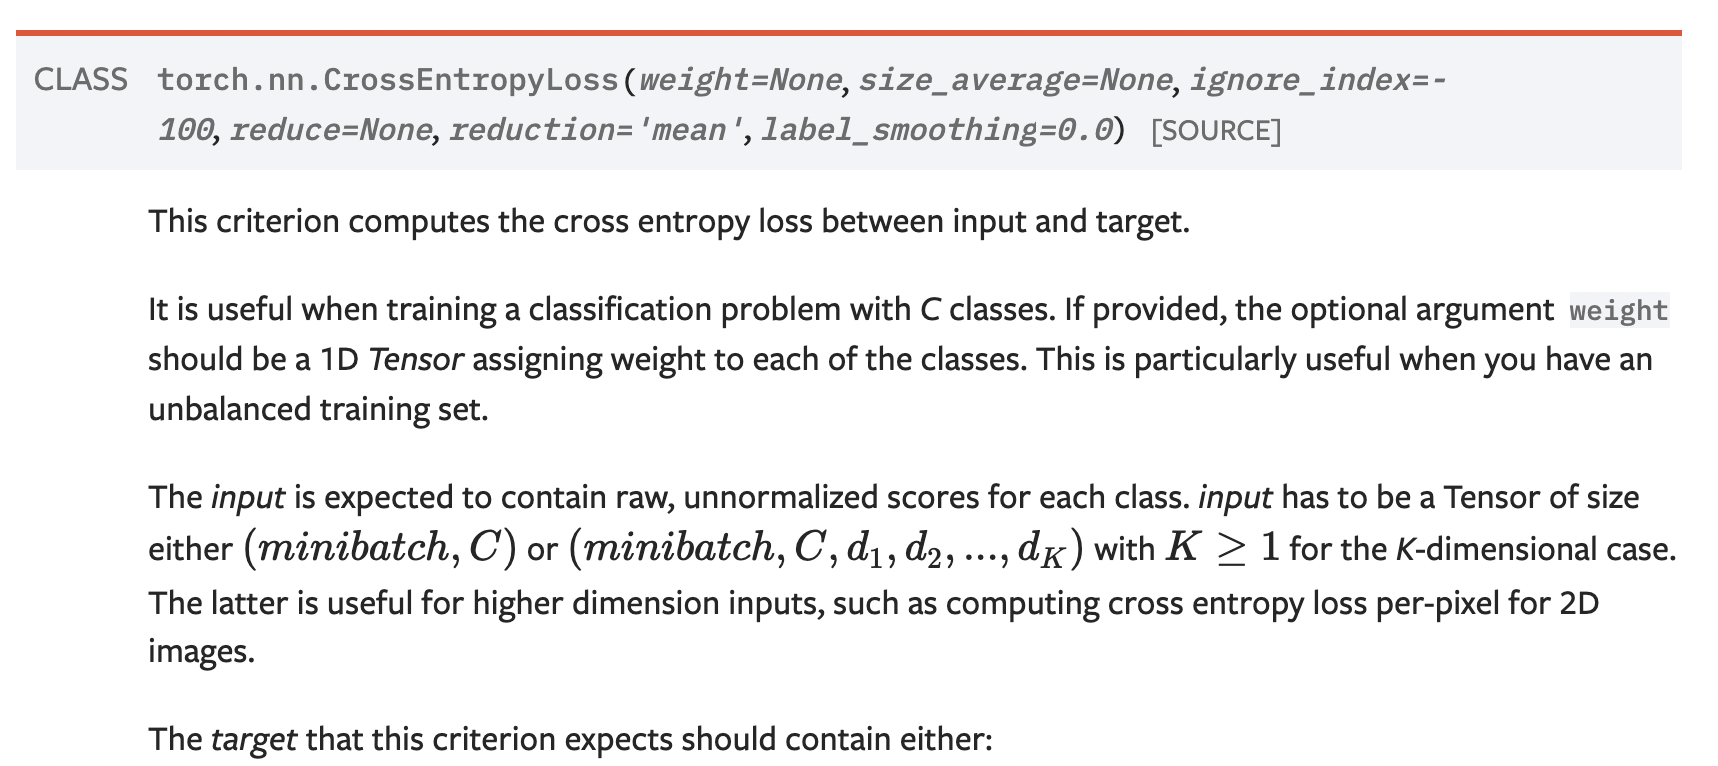 CLASS torch.nn.CrossEntropyLoss(weight=None, size_average=None, ignore_index=-
100, reduce=None, reduction='mean', label_smoothing=0.0) [SOURCE]
This criterion computes the cross entropy loss between input and target.
It is useful when training a classification problem with C classes. If provided, the optional argument weight
should be a 1D Tensor assigning weight to each of the classes. This is particularly useful when you have an
unbalanced training set.
The input is expected to contain raw, unnormalized scores for each class. input has to be a Tensor of size
either (minibatch, C) or (minibatch, C, d₁, d₂, ..., d_K) with K ≥ 1 for the K-dimensional case.
The latter is useful for higher dimension inputs, such as computing cross entropy loss per-pixel for 2D
images.
The target that this criterion expects should contain either: